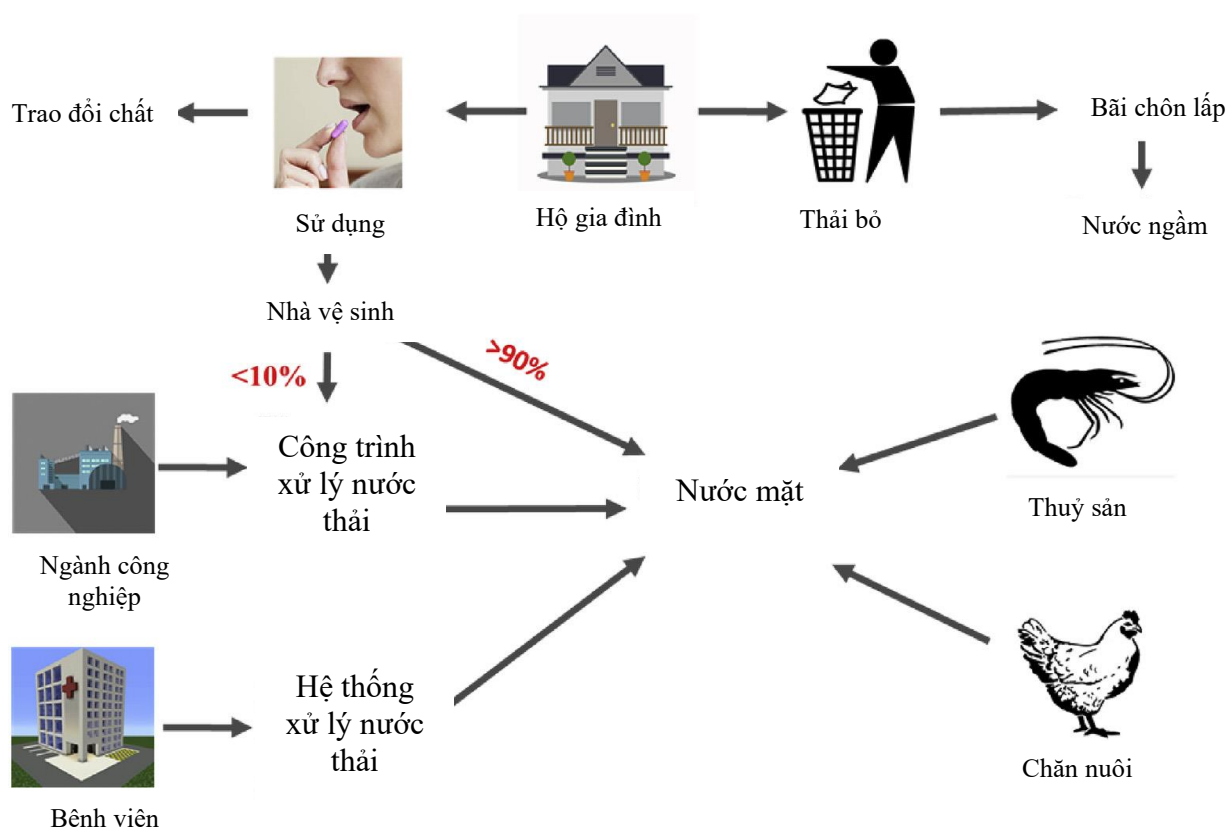 Trao đổi chất
Bãi chôn lấp
Sử dụng
Hộ gia đình
Thải bỏ
Nước ngầm
Nhà vệ sinh
<10%
>90%
Công trình
xử lý nước
thải
Nước mặt
Thuỷ sản
Ngành công
nghiệp
Hệ thống
xử lý nước
thải
Chăn nuôi
Bệnh viện